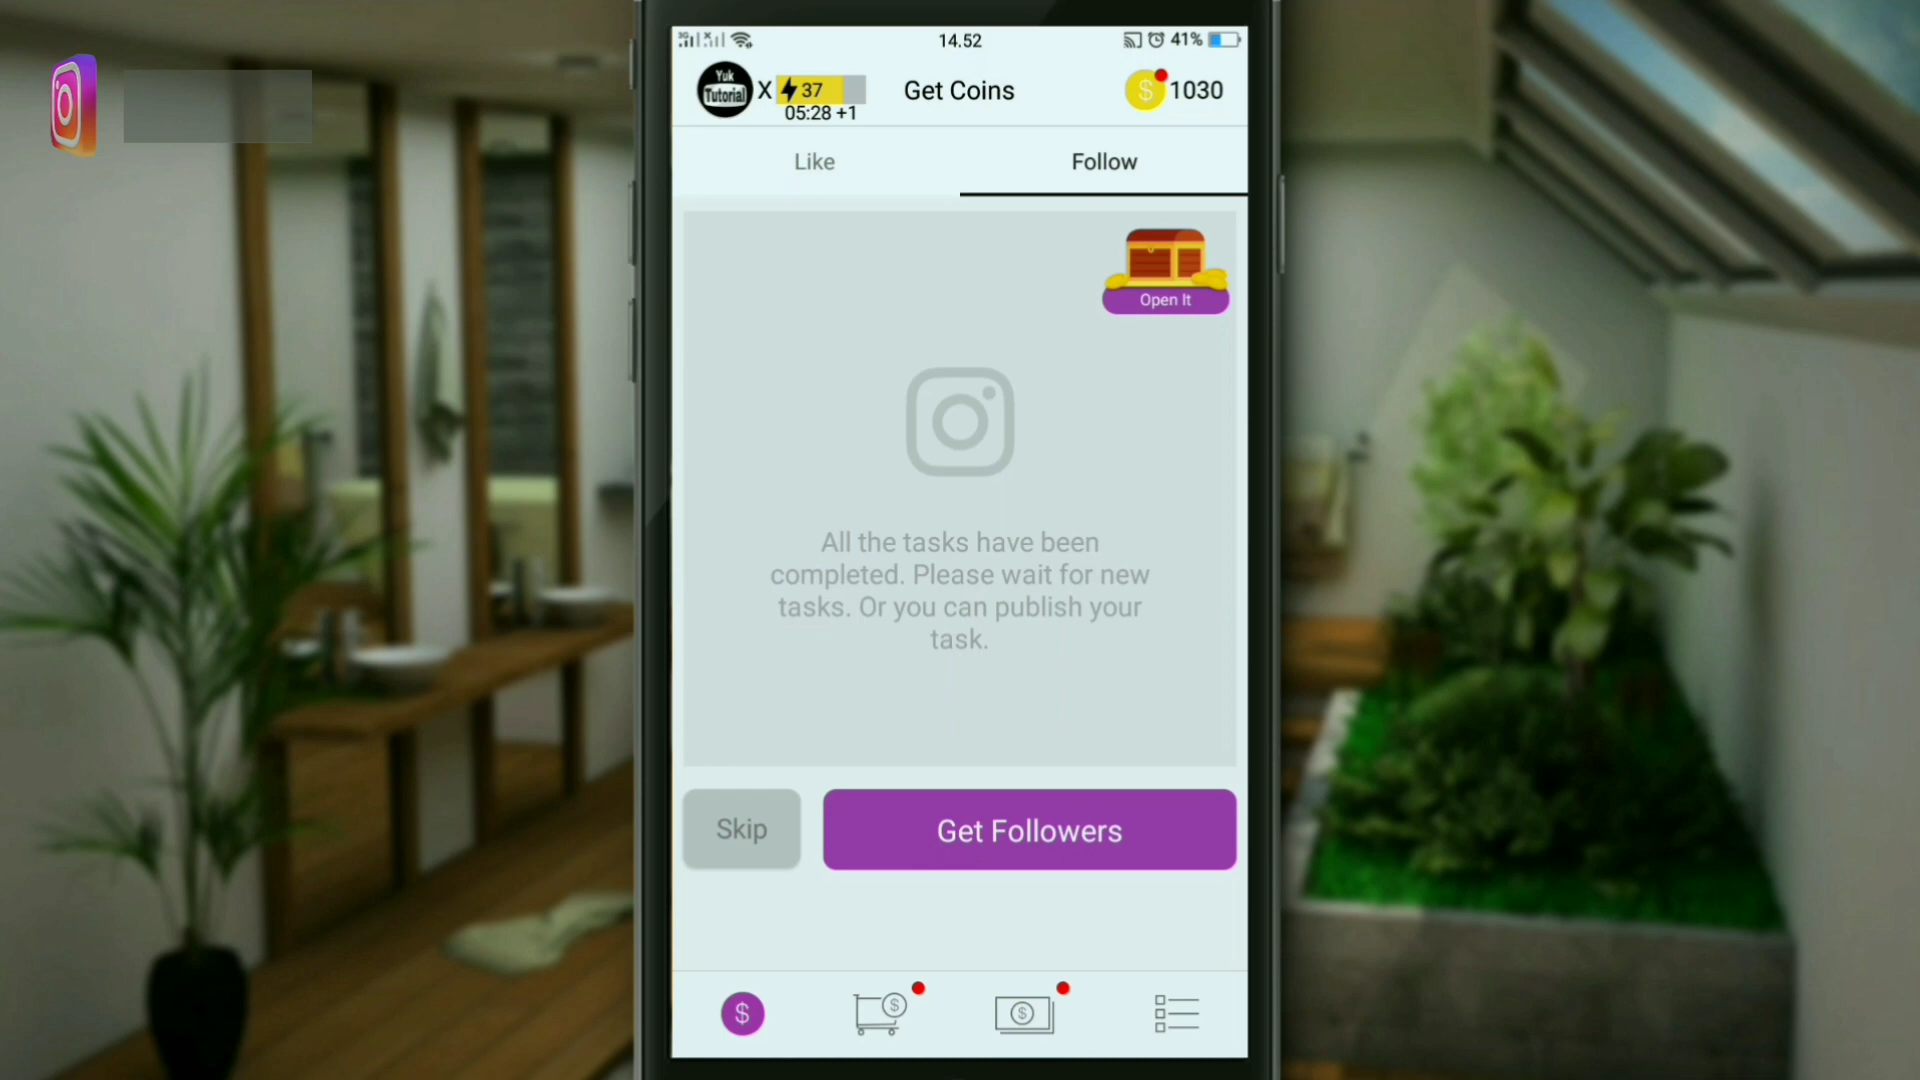 3G
14.52
41%
Yuk
Tutorial
X
37
05:28 +1
Get Coins
$ 1030
Like
Follow
Open It
All the tasks have been
completed. Please wait for new
tasks. Or you can publish your
task.
Skip
Get Followers
$
$
$